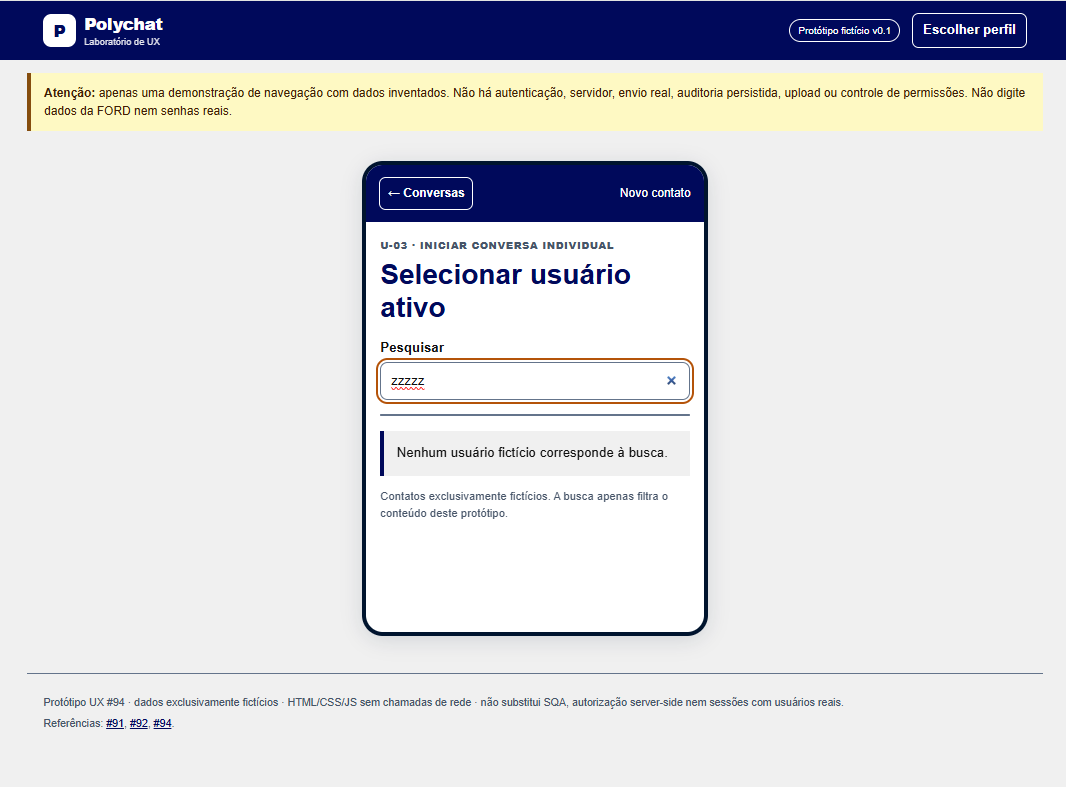 P
Polychat
Laboratório de UX
Protótipo fictício v0.1
Escolher perfil
Atenção: apenas uma demonstração de navegação com dados inventados. Não há autenticação, servidor, envio real, auditoria persistida, upload ou controle de permissões. Não digite
dados da FORD nem senhas reais.
← Conversas
Novo contato
U-03 · INICIAR CONVERSA INDIVIDUAL
Selecionar usuário
ativo
Pesquisar
zzzzz
×
Nenhum usuário fictício corresponde à busca.
Contatos exclusivamente fictícios. A busca apenas filtra o
conteúdo deste protótipo.
Protótipo UX #94 · dados exclusivamente fictícios · HTML/CSS/JS sem chamadas de rede · não substitui SQA, autorização server-side nem sessões com usuários reais.
Referências: #91, #92, #94.